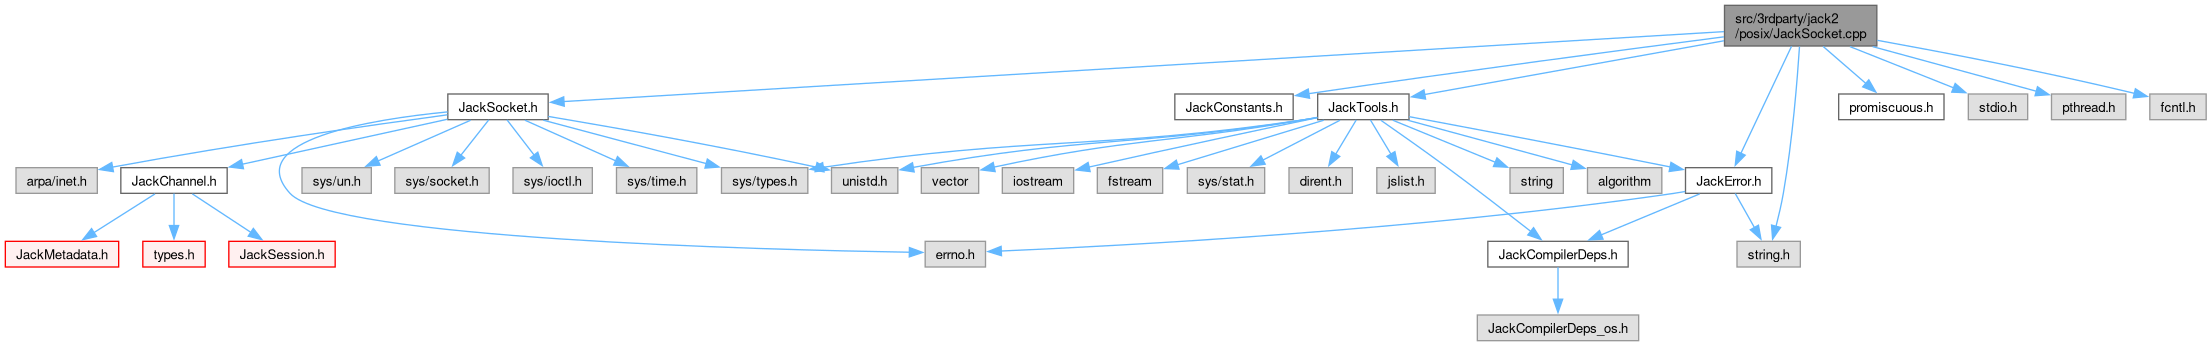 src/3rdparty/jack2
/posix/JackSocket.cpp
JackSocket.h
JackConstants.h
JackTools.h
promiscuous.h
stdio.h
pthread.h
fcntl.h
arpa/inet.h
JackChannel.h
sys/un.h
sys/socket.h
sys/ioctl.h
sys/time.h
sys/types.h
unistd.h
vector
iostream
fstream
sys/stat.h
dirent.h
jslist.h
string
algorithm
JackError.h
JackMetadata.h
types.h
JackSession.h
errno.h
JackCompilerDeps.h
string.h
JackCompilerDeps_os.h